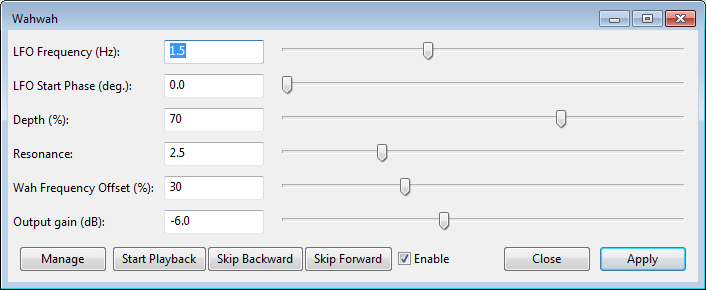 Wahwah
LFO Frequency (Hz): 1.5
LFO Start Phase (deg.): 0.0
Depth (%): 70
Resonance: 2.5
Wah Frequency Offset (%): 30
Output gain (dB): -6.0
Manage Start Playback Skip Backward Skip Forward Enable Close Apply